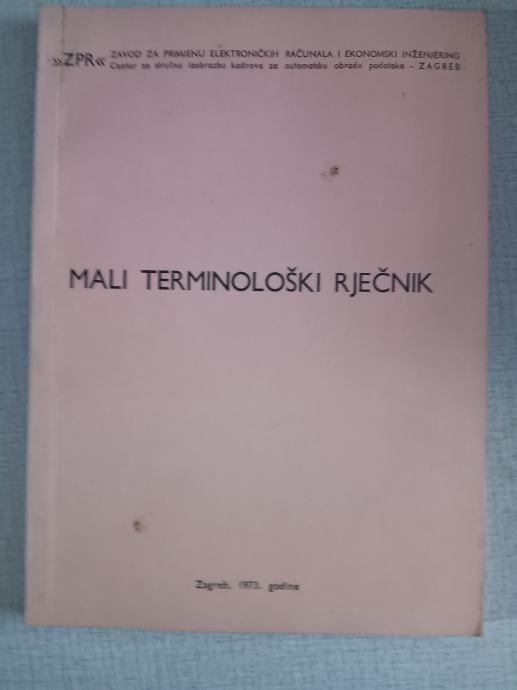 »ZPR« ZAVOD ZA PRIMJENU ELEKTRONIČKIH RAČUNALA I EKONOMSKI INŽENJERING
Centar za stručnu izobrazbu kadrova za automatsku obradu podataka – ZAGREB
MALI TERMINOLOŠKI RJEČNIK
Zagreb, 1973. godine